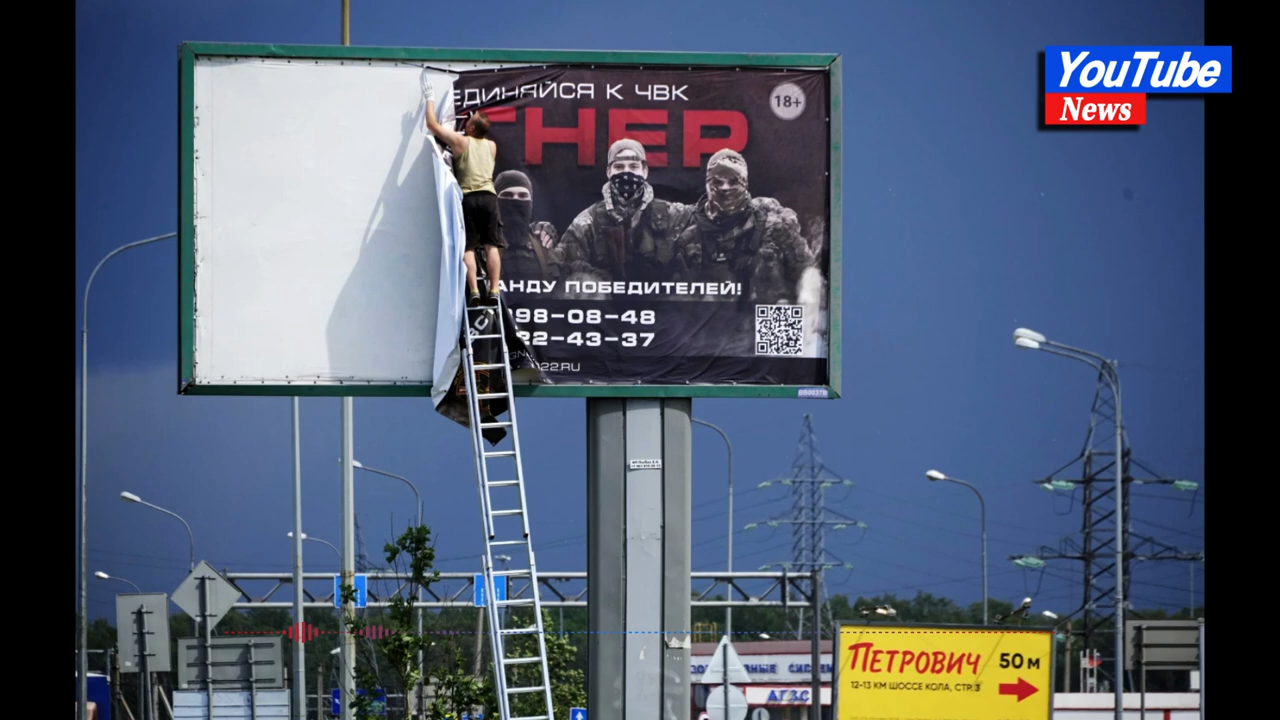 YouTube
News
ЕДИНЯЙСЯ К ЧВК
18+
ГНЕР
АНДУ ПОБЕДИТЕЛЕЙ!
98-08-48
22-43-37
22.RU
ПЕТРОВИЧ
50 м
12-13 КМ ШОССЕ КОЛА, СТР.3
АГЗС